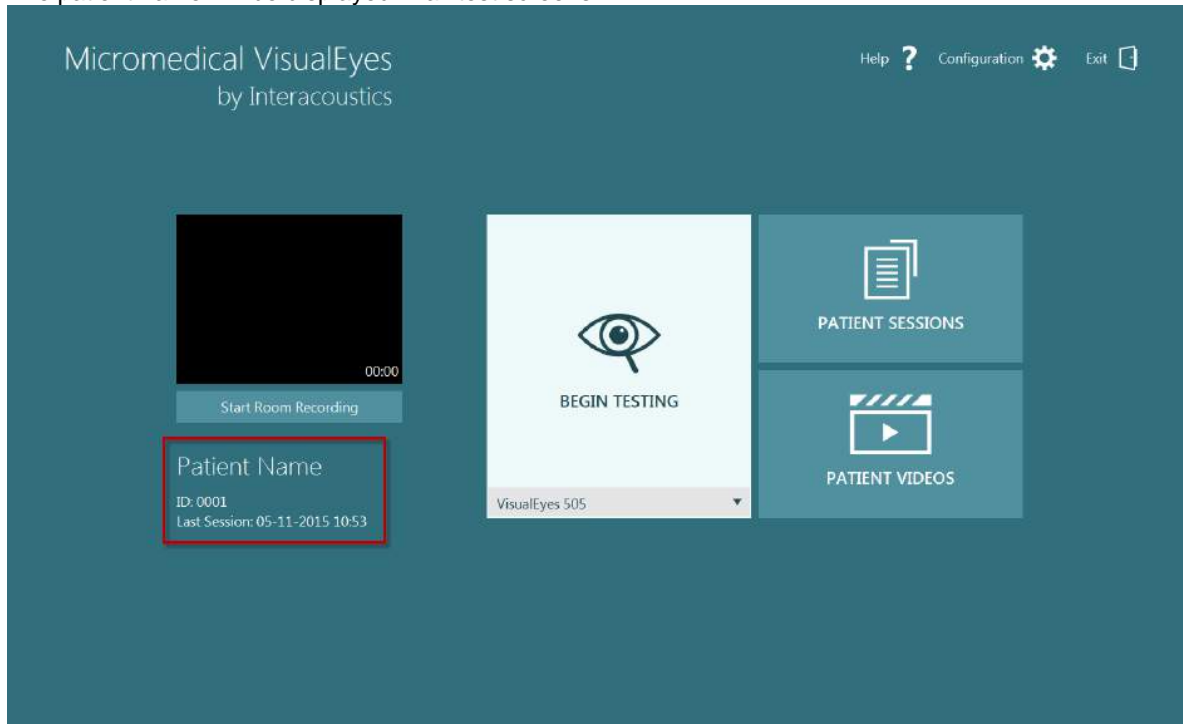 Micromedical VisualEyes
by Interacoustics
Help ? Configuration Exit
00:00
Start Room Recording
Patient Name
ID: 0001
Last Session: 05-11-2015 10:53
BEGIN TESTING
VisualEyes 505
PATIENT SESSIONS
PATIENT VIDEOS